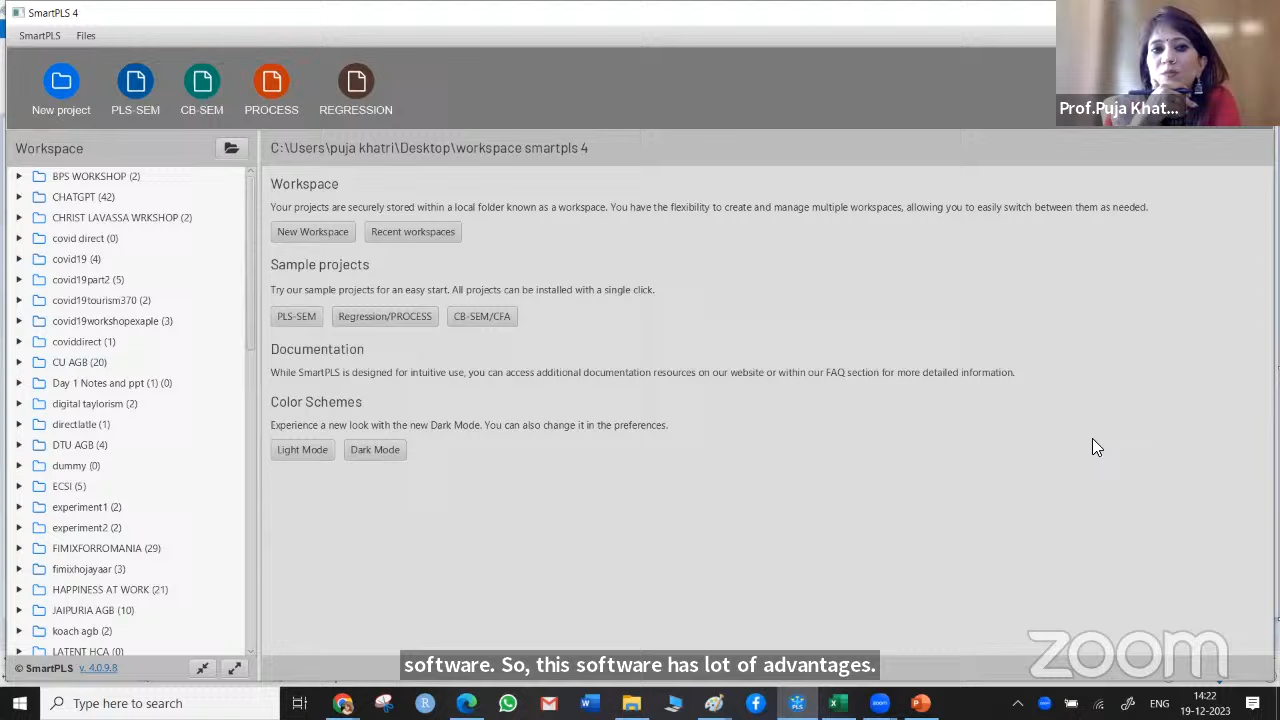 SmartPLS 4
SmartPLS Files
New project PLS-SEM CB-SEM PROCESS REGRESSION
Prof.Puja Khat...
Workspace
C:\Users\puja khatri\Desktop\workspace smartpls 4
BPS WORKSHOP (2)
CHATGPT (42)
CHRIST LAVASSA WRKSHOP (2)
covid direct (0)
covid19 (4)
covid19part2 (5)
covid19tourism370 (2)
covid19workshopexaple (3)
coviddirect (1)
CU AGB (20)
Day 1 Notes and ppt (1) (0)
digital taylorism (2)
directlatle (1)
DTU AGB (4)
dummy (0)
ECSI (5)
experiment1 (2)
experiment2 (2)
FIMIXFORROMANIA (29)
fimixhojayaar (3)
HAPPINESS AT WORK (21)
JAIPURIA AGB (10)
koach agb (2)
LATENT HCA (0)
© SmartPLS v. 4.0.9.8
Workspace
Your projects are securely stored within a local folder known as a workspace. You have the flexibility to create and manage multiple workspaces, allowing you to easily switch between them as needed.
New Workspace Recent workspaces
Sample projects
Try our sample projects for an easy start. All projects can be installed with a single click.
PLS-SEM Regression/PROCESS CB-SEM/CFA
Documentation
While SmartPLS is designed for intuitive use, you can access additional documentation resources on our website or within our FAQ section for more detailed information.
Color Schemes
Experience a new look with the new Dark Mode. You can also change it in the preferences.
Light Mode Dark Mode
software. So, this software has lot of advantages.
zoom
Type here to search
PLS
ENG
14:22
19-12-2023